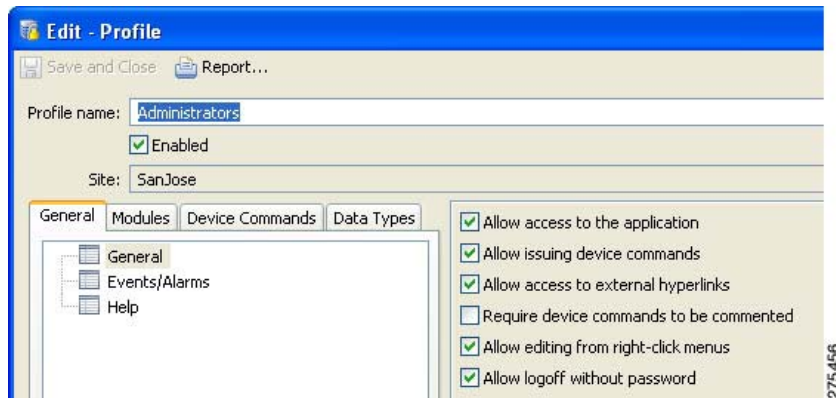 Edit - Profile
Save and Close Report...
Profile name: Administrators
Enabled
Site: SanJose
General Modules Device Commands Data Types
General
Events/Alarms
Help
Allow access to the application
Allow issuing device commands
Allow access to external hyperlinks
Require device commands to be commented
Allow editing from right-click menus
Allow logoff without password
275456